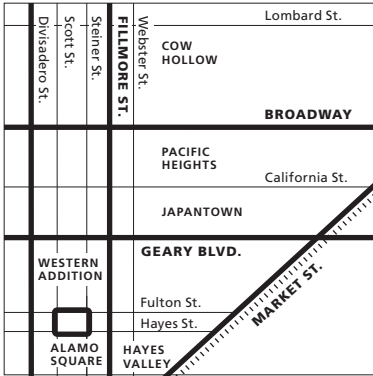 Lombard St.
Divisadero St.
Scott St.
Steiner St.
FILLMORE ST.
Webster St.
COW
HOLLOW
BROADWAY
PACIFIC
HEIGHTS
California St.
JAPANTOWN
GEARY BLVD.
WESTERN
ADDITION
MARKET ST.
Fulton St.
Hayes St.
ALAMO
SQUARE
HAYES
VALLEY